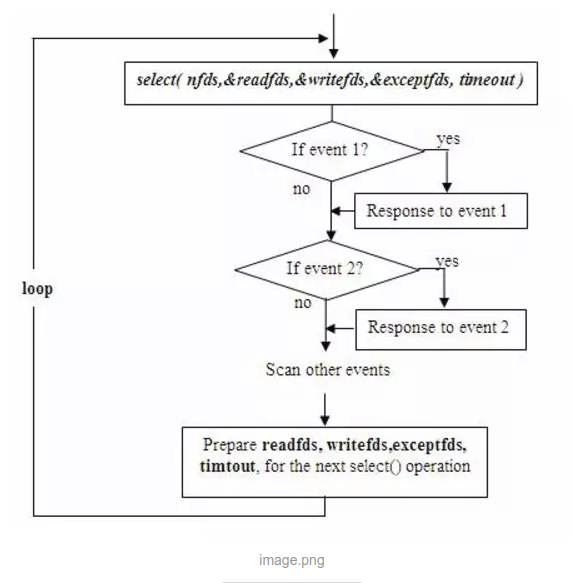 select( nfds,&readfds,&writefds,&exceptfds, timeout )
If event 1?
yes
no
Response to event 1
If event 2?
yes
no
Response to event 2
loop
Scan other events
Prepare readfds, writefds,exceptfds,
timtout, for the next select() operation
image.png